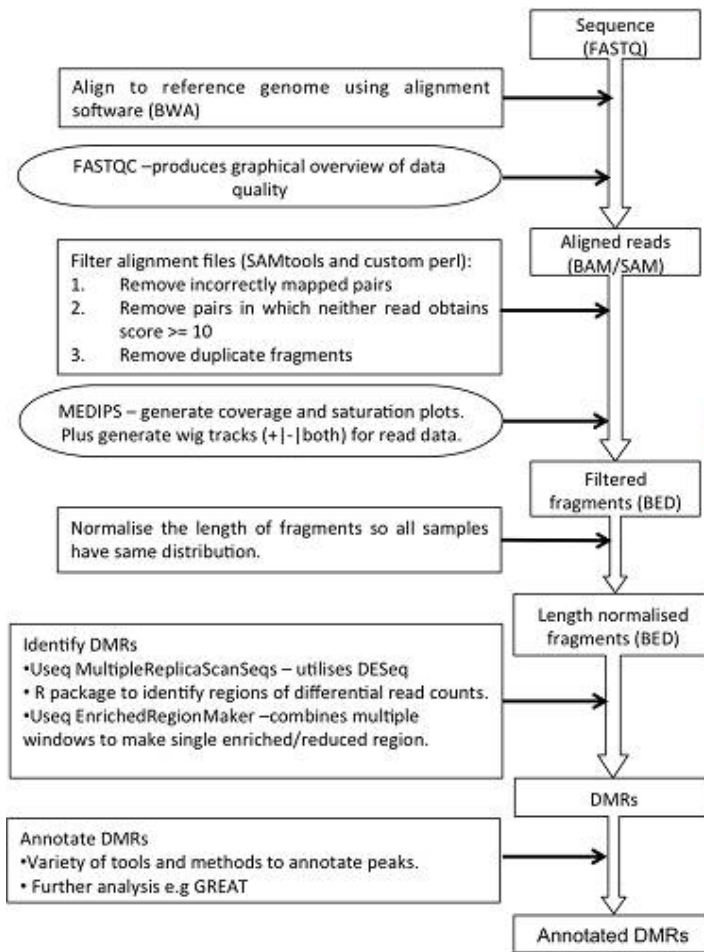 Sequence
(FASTQ)
Align to reference genome using alignment
software (BWA)
FASTQC –produces graphical overview of data
quality
Aligned reads
(BAM/SAM)
Filter alignment files (SAMtools and custom perl):
1. Remove incorrectly mapped pairs
2. Remove pairs in which neither read obtains
score >= 10
3. Remove duplicate fragments
MEDIPS – generate coverage and saturation plots.
Plus generate wig tracks (+|-|both) for read data.
Filtered
fragments (BED)
Normalise the length of fragments so all samples
have same distribution.
Length normalised
fragments (BED)
Identify DMRs
•Useq MultipleReplicaScanSeqs – utilises DESeq
• R package to identify regions of differential read counts.
•Useq EnrichedRegionMaker –combines multiple
windows to make single enriched/reduced region.
DMRs
Annotate DMRs
•Variety of tools and methods to annotate peaks.
• Further analysis e.g GREAT
Annotated DMRs